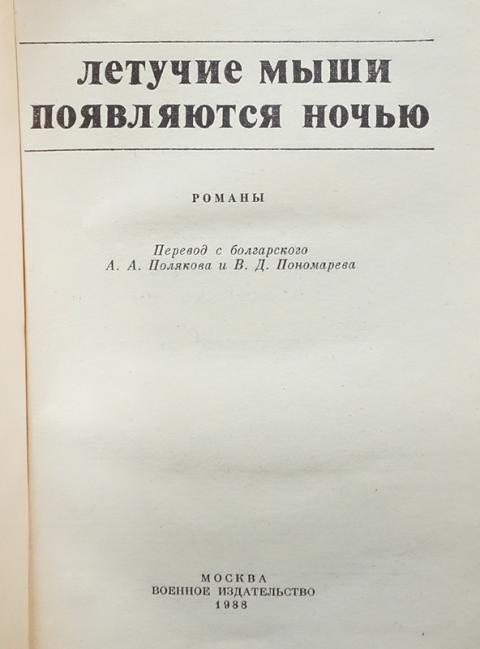 ЛЕТУЧИЕ МЫШИ
ПОЯВЛЯЮТСЯ НОЧЬЮ
РОМАНЫ
Перевод с болгарского
А. А. Полякова и В. Д. Пономарева
МОСКВА
ВОЕННОЕ ИЗДАТЕЛЬСТВО
1988